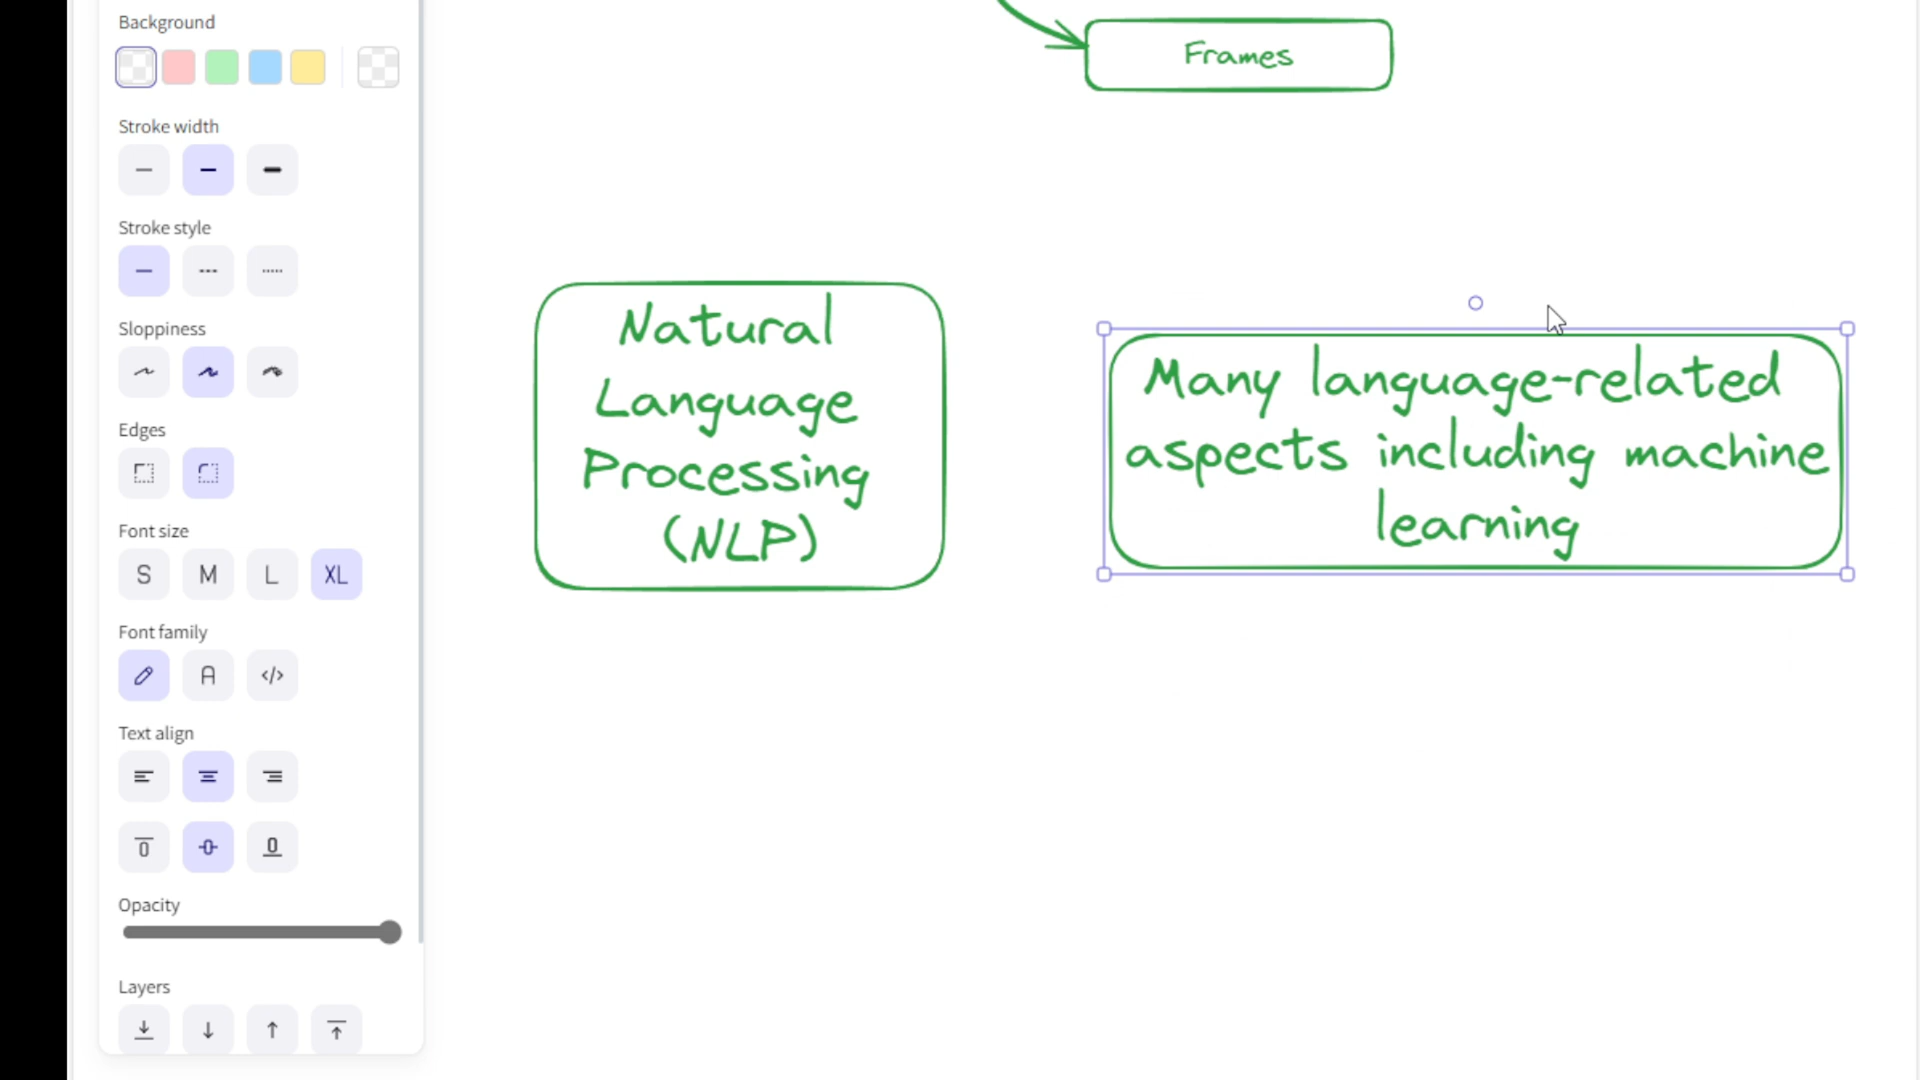 Background
Stroke width
Stroke style
Sloppiness
Edges
Font size
S M L XL
Font family
A </>
Text align
Opacity
Layers
Frames
Natural
Language
Processing
(NLP)
Many language-related
aspects including machine
learning